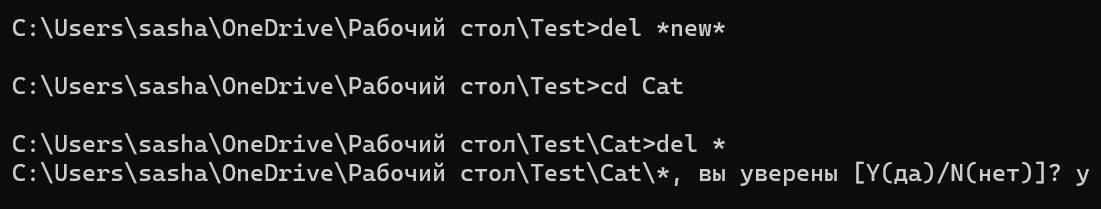 C:\Users\sasha\OneDrive\Рабочий стол\Test>del *new*
C:\Users\sasha\OneDrive\Рабочий стол\Test>cd Cat
C:\Users\sasha\OneDrive\Рабочий стол\Test\Cat>del *
C:\Users\sasha\OneDrive\Рабочий стол\Test\Cat\*, вы уверены [Y(да)/N(нет)]? y